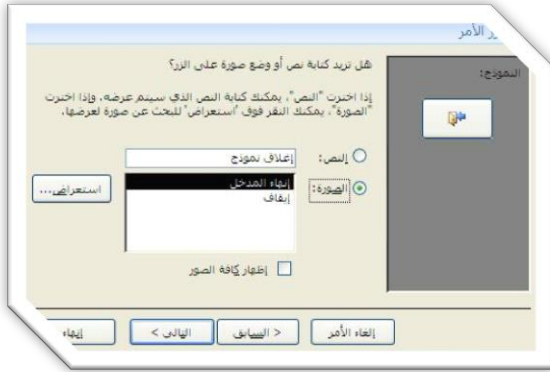 زر الأمر
النموذج:
هل تريد كتابة نص أو وضع صورة على الزر؟
إذا اخترت "النص"، يمكنك كتابة النص الذي سيتم عرضه. وإذا اخترت
"الصورة"، يمكنك النقر فوق "استعراض" للبحث عن صورة لعرضها.
النص:
إغلاق نموذج
الصورة:
إنهاء المدخل
إيقاف
استعراض...
إظهار كافة الصور
إلغاء الأمر
< السابق
التالي >
إنهاء